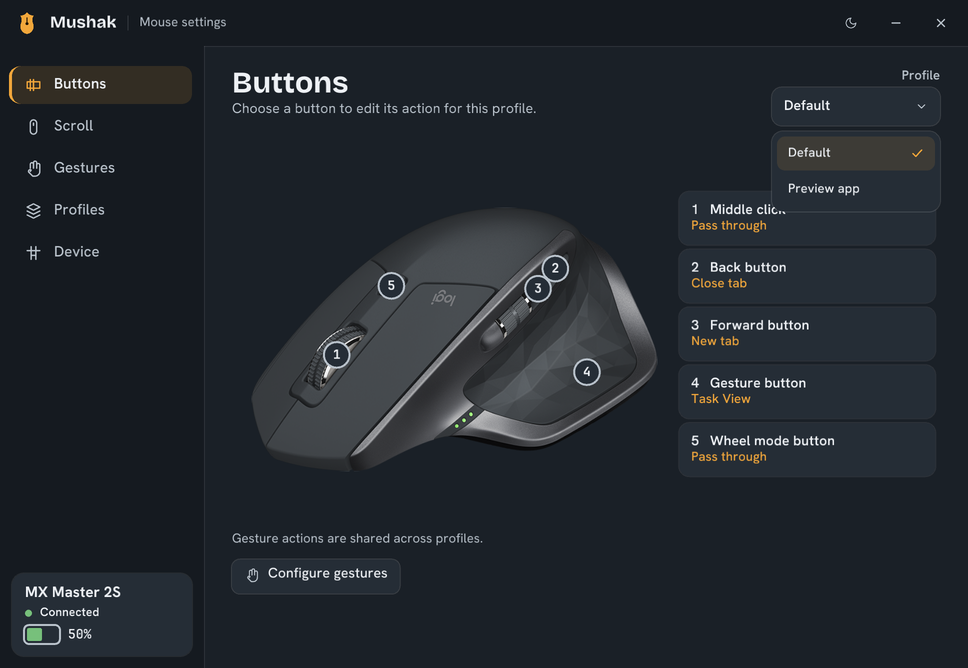 Mushak
Mouse settings
Buttons
Scroll
Gestures
Profiles
Device
MX Master 2S
Connected
50%
Buttons
Choose a button to edit its action for this profile.
Profile
Default
Default
Preview app
1 Middle click
Pass through
2 Back button
Close tab
3 Forward button
New tab
4 Gesture button
Task View
5 Wheel mode button
Pass through
logi
5
2
3
1
4
Gesture actions are shared across profiles.
Configure gestures